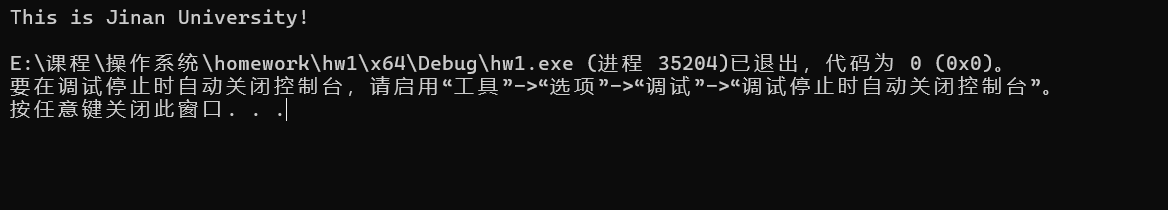 This is Jinan University!
E:\课程\操作系统\homework\hw1\x64\Debug\hw1.exe (进程 35204)已退出，代码为 0 (0x0)。
要在调试停止时自动关闭控制台，请启用“工具”->“选项”->“调试”->“调试停止时自动关闭控制台”。
按任意键关闭此窗口. . .